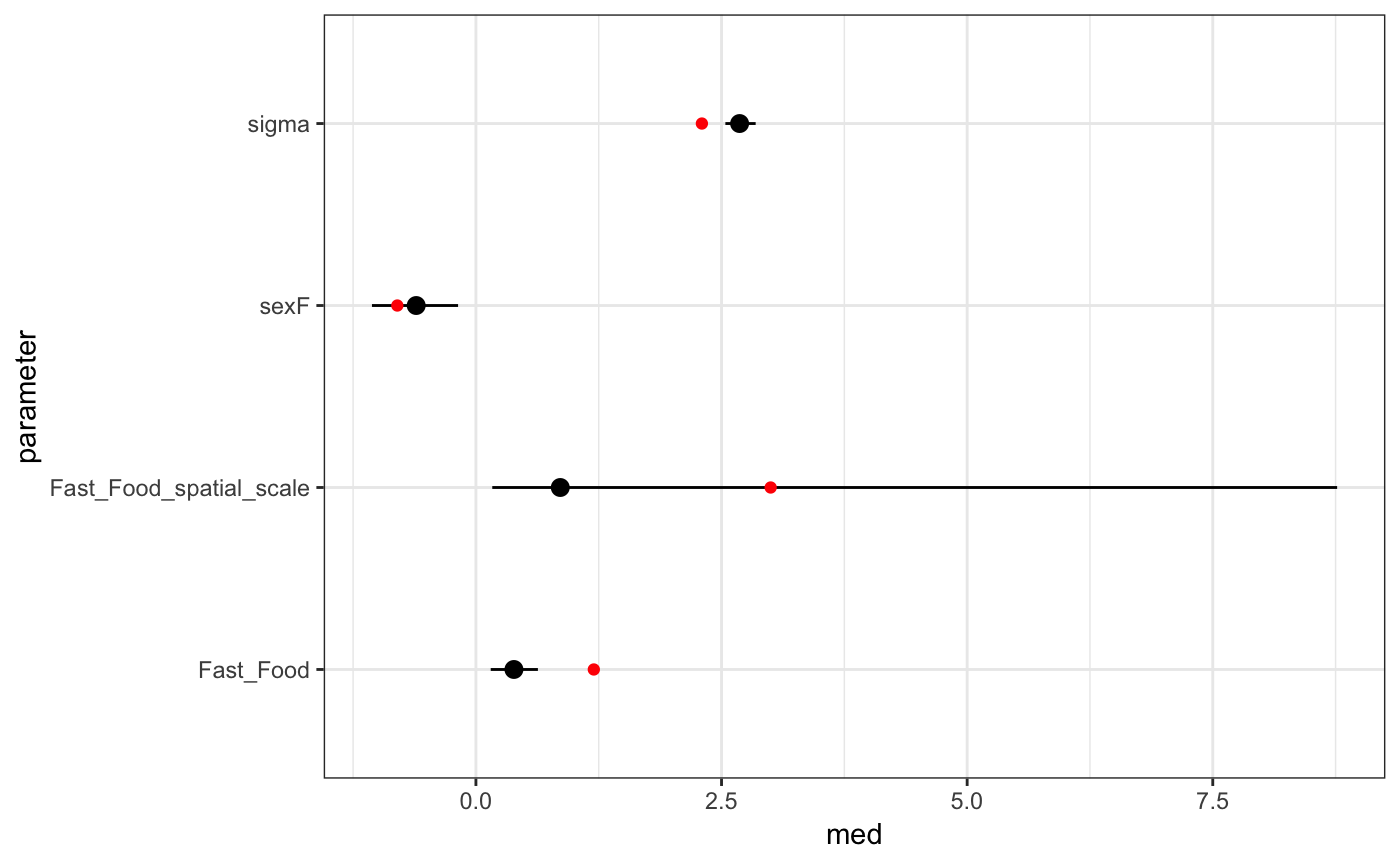 sigma
sexF
parameter
Fast_Food_spatial_scale
Fast_Food
0.0 2.5 5.0 7.5
med